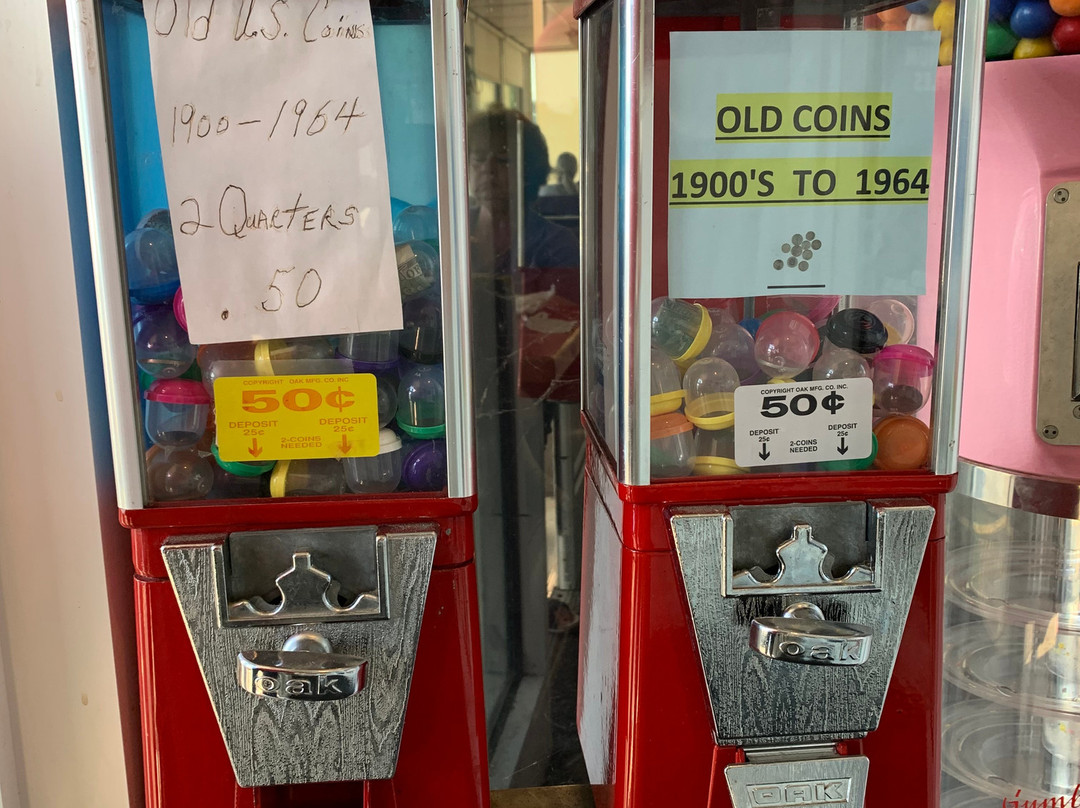 Old U.S. Coins
1900-1964
2 Quarters
.50
COPYRIGHT OAK MFG. CO. INC.
50¢
DEPOSIT
25¢
2-COINS
NEEDED
DEPOSIT
25¢
oak
OLD COINS
1900'S TO 1964
COPYRIGHT OAK MFG. CO. INC.
50¢
DEPOSIT
25¢
2-COINS
NEEDED
DEPOSIT
25¢
oak
OAK